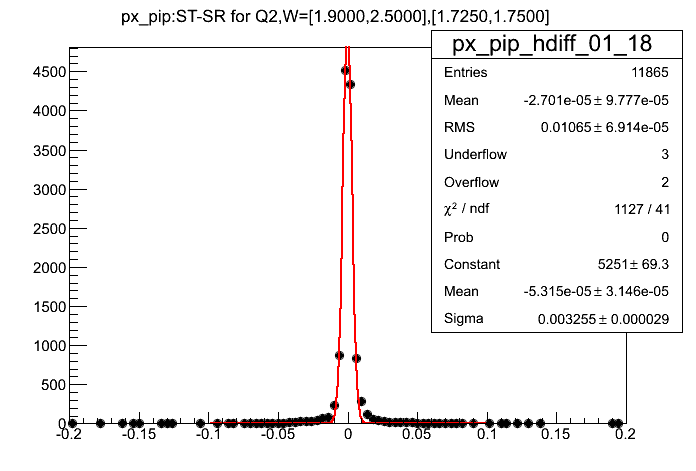 px_pip:ST-SR for Q2,W=[1.9000,2.5000],[1.7250,1.7500]
px_pip_hdiff_01_18
Entries 11865
Mean -2.701e-05 ± 9.777e-05
RMS 0.01065 ± 6.914e-05
Underflow 3
Overflow 2
χ² / ndf 1127 / 41
Prob 0
Constant 5251 ± 69.3
Mean -5.315e-05 ± 3.146e-05
Sigma 0.003255 ± 0.000029
4500
4000
3500
3000
2500
2000
1500
1000
500
0
-0.2 -0.15 -0.1 -0.05 0 0.05 0.1 0.15 0.2